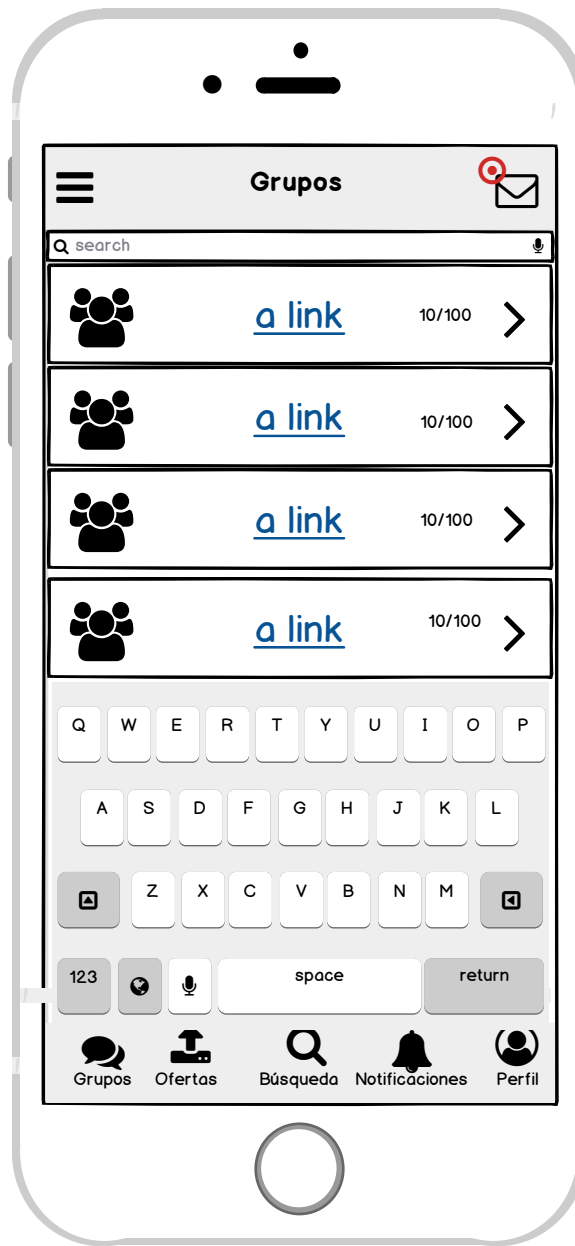 Grupos
search
a link 10/100
a link 10/100
a link 10/100
a link 10/100
Q W E R T Y U I O P
A S D F G H J K L
Z X C V B N M
123 space return
Grupos Ofertas Búsqueda Notificaciones Perfil